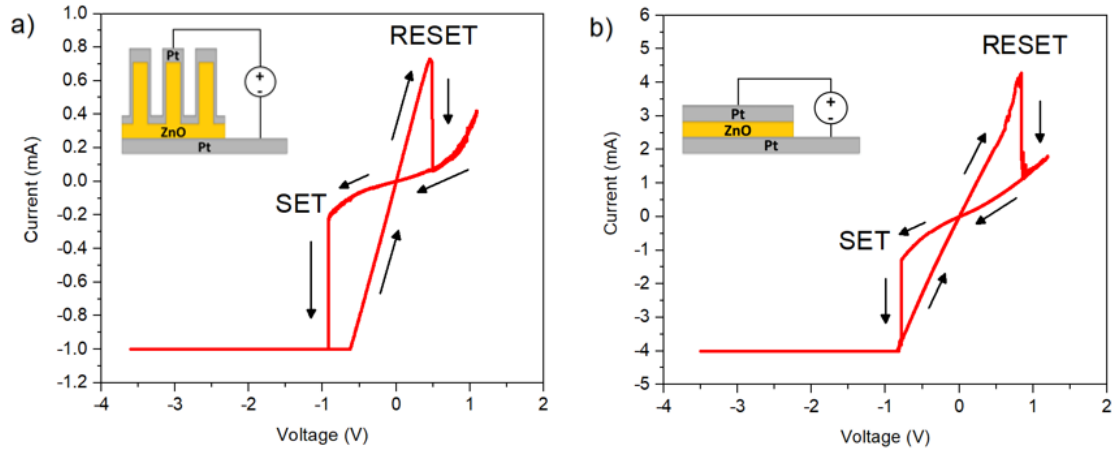 a)
RESET
SET
Pt
ZnO
Pt
+
-
1.0
0.8
0.6
0.4
0.2
0.0
-0.2
-0.4
-0.6
-0.8
-1.0
-1.2
-4
-3
-2
-1
0
1
2
Current (mA)
Voltage (V)
b)
RESET
SET
Pt
ZnO
Pt
+
-
6
5
4
3
2
1
0
-1
-2
-3
-4
-5
-4
-3
-2
-1
0
1
2
Current (mA)
Voltage (V)